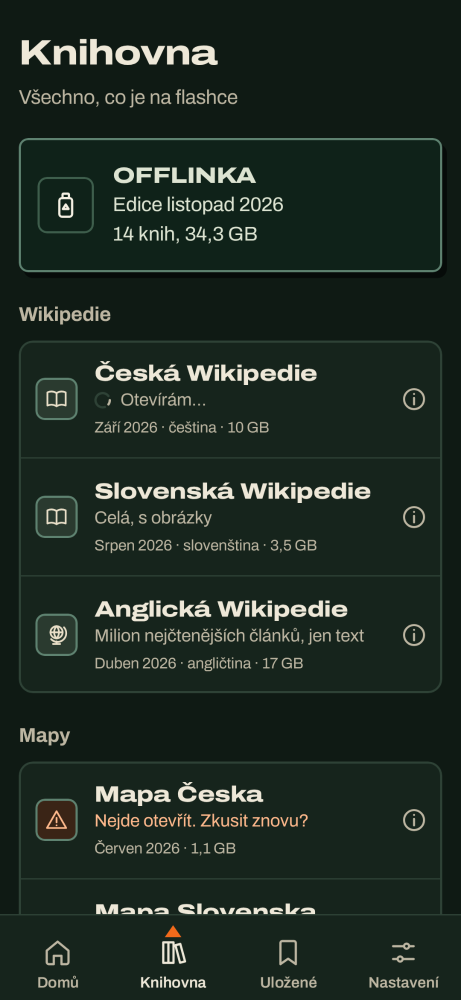 Knihovna
Všechno, co je na flashce
OFFLINKA
Edice listopad 2026
14 knih, 34,3 GB
Wikipedie
Česká Wikipedie
Otevírám…
Září 2026 · čeština · 10 GB
Slovenská Wikipedie
Celá, s obrázky
Srpen 2026 · slovenština · 3,5 GB
Anglická Wikipedie
Milion nejčtenějších článků, jen text
Duben 2026 · angličtina · 17 GB
Mapy
Mapa Česka
Nejde otevřít. Zkusit znovu?
Červen 2026 · 1,1 GB
Mapa Slovenska
Domů
Knihovna
Uložené
Nastavení